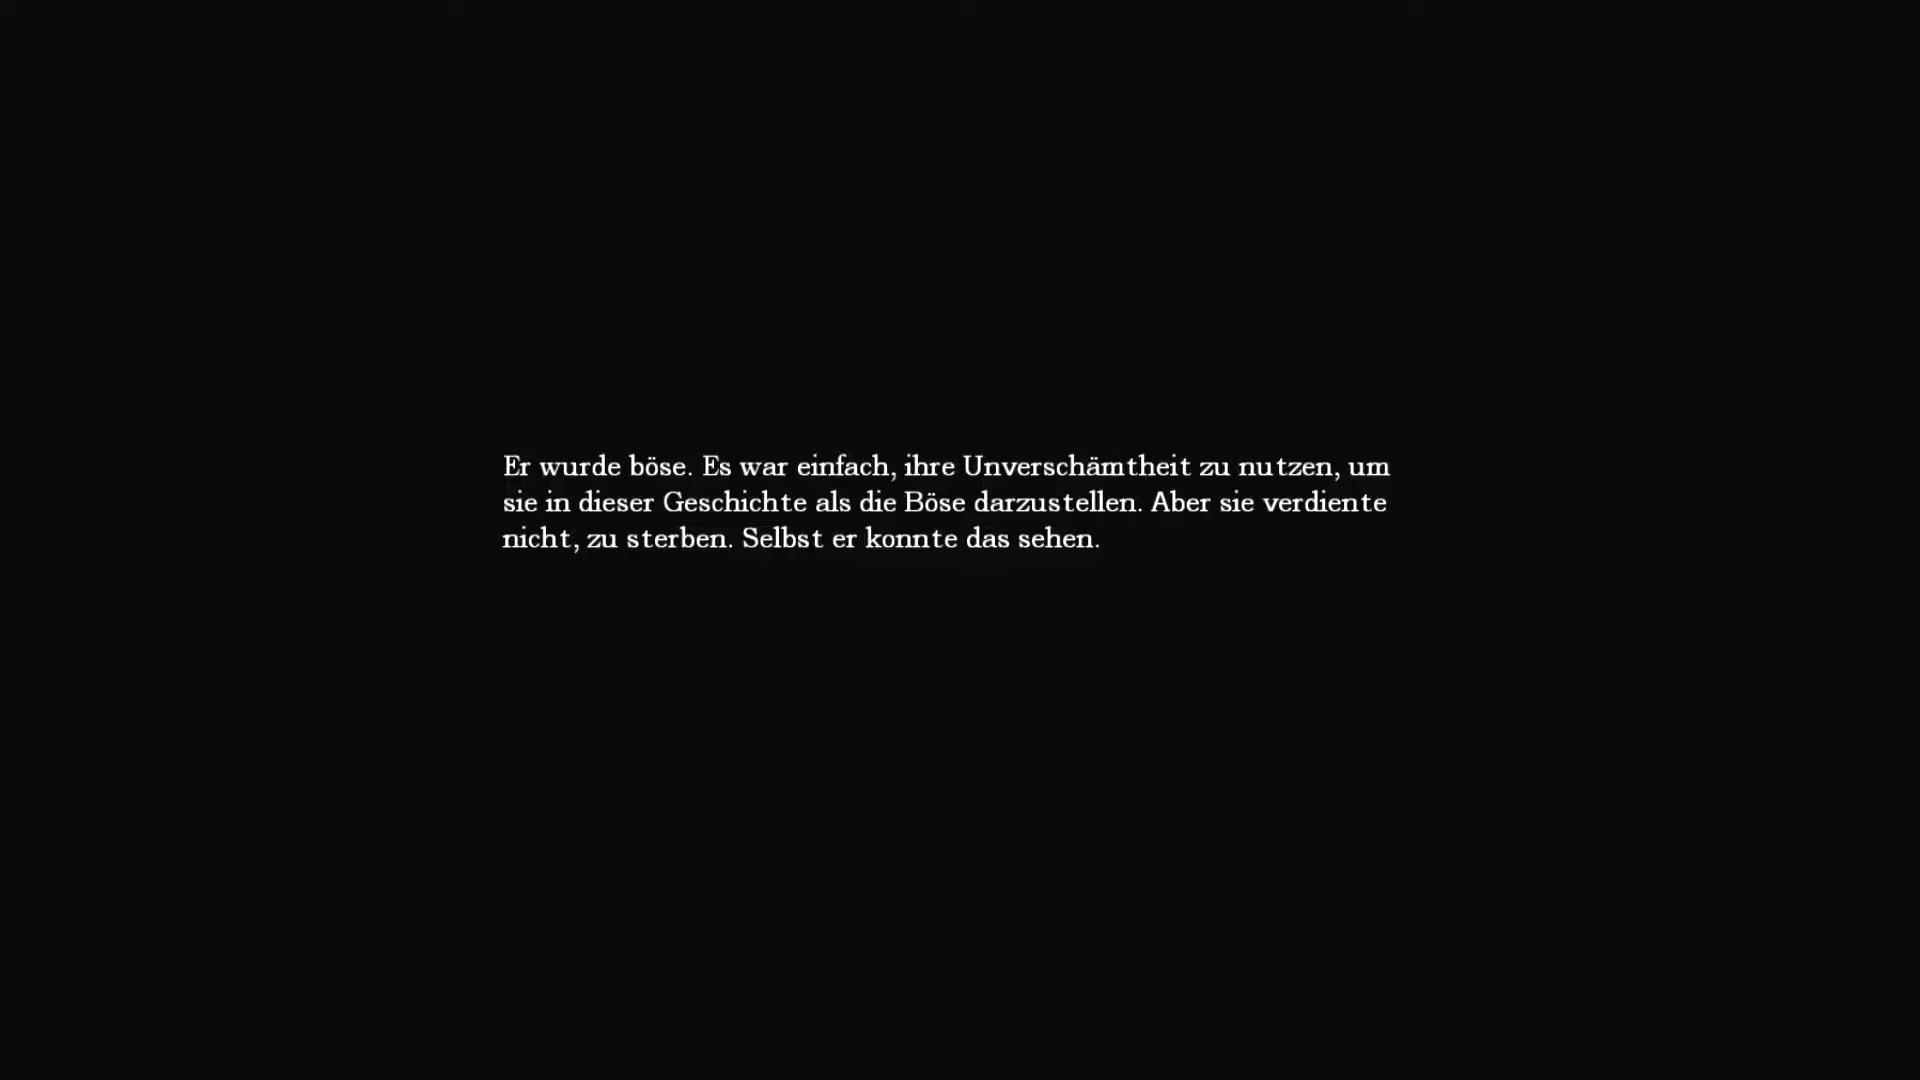 Er wurde böse. Es war einfach, ihre Unverschämtheit zu nutzen, um
sie in dieser Geschichte als die Böse darzustellen. Aber sie verdiente
nicht, zu sterben. Selbst er konnte das sehen.